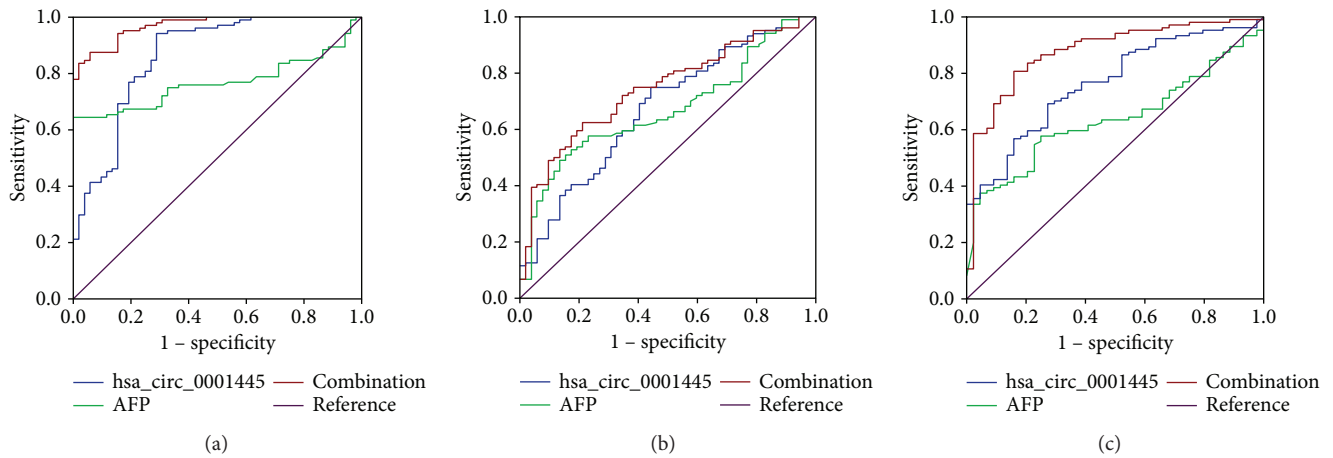 Sensitivity
1.0
0.8
0.6
0.4
0.2
0.0
0.0 0.2 0.4 0.6 0.8 1.0
1 – specificity
hsa_circ_0001445 Combination
AFP Reference
(a)
Sensitivity
1.0
0.8
0.6
0.4
0.2
0.0
0.0 0.2 0.4 0.6 0.8 1.0
1 – specificity
hsa_circ_0001445 Combination
AFP Reference
(b)
Sensitivity
1.0
0.8
0.6
0.4
0.2
0.0
0.0 0.2 0.4 0.6 0.8 1.0
1 – specificity
hsa_circ_0001445 Combination
AFP Reference
(c)